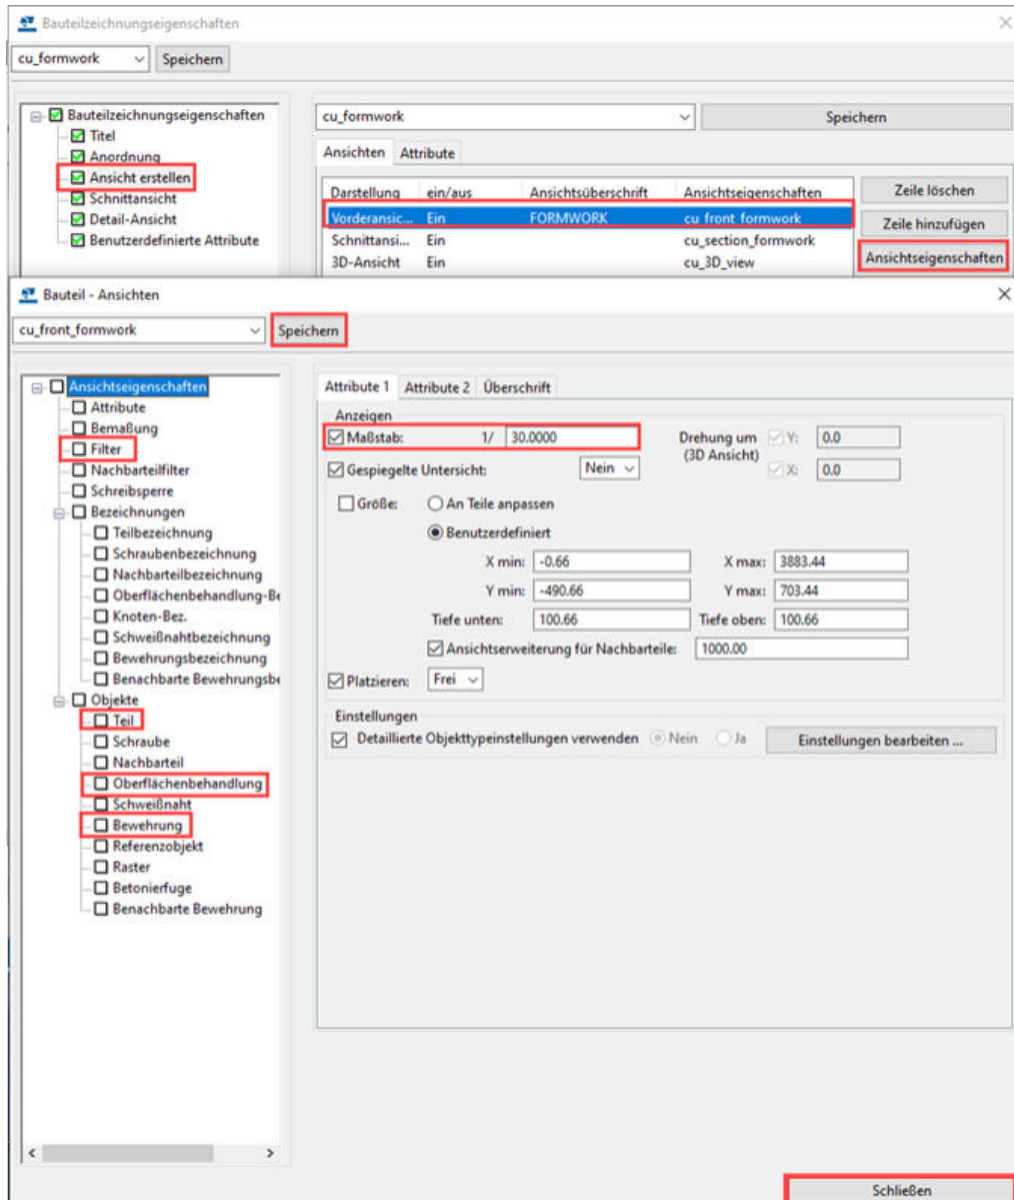 Bauteilzeichnungseigenschaften
cu_formwork Speichern
Bauteilzeichnungseigenschaften
Titel
Anordnung
Ansicht erstellen
Schnittansicht
Detail-Ansicht
Benutzerdefinierte Attribute
cu_formwork Speichern
Ansichten Attribute
Darstellung ein/aus Ansichtsüberschrift Ansichtseigenschaften
Vorderansic... Ein FORMWORK cu_front_formwork
Schnittansi... Ein cu_section_formwork
3D-Ansicht Ein cu_3D_view
Zeile löschen
Zeile hinzufügen
Ansichtseigenschaften
Bauteil - Ansichten
cu_front_formwork Speichern
Ansichtseigenschaften
Attribute
Bemaßung
Filter
Nachbarteilfilter
Schreibsperre
Bezeichnungen
Teilbezeichnung
Schraubenbezeichnung
Nachbarteilbezeichnung
Oberflächenbehandlung-Be
Knoten-Bez.
Schweißnahtbezeichnung
Bewehrungsbezeichnung
Benachbarte Bewehrungsbe
Objekte
Teil
Schraube
Nachbarteil
Oberflächenbehandlung
Schweißnaht
Bewehrung
Referenzobjekt
Raster
Betonierfuge
Benachbarte Bewehrung
Attribute 1 Attribute 2 Überschrift
Anzeigen
Maßstab: 1/ 30.0000
Drehung um (3D Ansicht) Y: 0.0
X: 0.0
Gespiegelte Untersicht: Nein
Größe: An Teile anpassen
Benutzerdefiniert
X min: -0.66 X max: 3883.44
Y min: -490.66 Y max: 703.44
Tiefe unten: 100.66 Tiefe oben: 100.66
Ansichtserweiterung für Nachbarteile: 1000.00
Platzieren: Frei
Einstellungen
Detaillierte Objekttypeinstellungen verwenden Nein Ja Einstellungen bearbeiten ...
Schließen